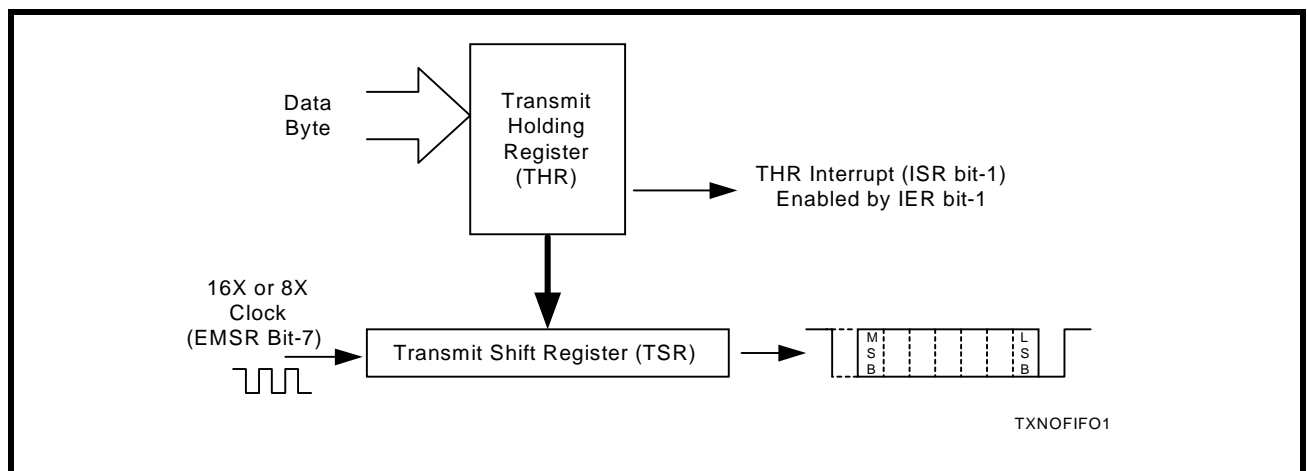 Data
Byte
Transmit
Holding
Register
(THR)
THR Interrupt (ISR bit-1)
Enabled by IER bit-1
16X or 8X
Clock
(EMSR Bit-7)
Transmit Shift Register (TSR)
M
S
B
L
S
B
TXNOFIFO1